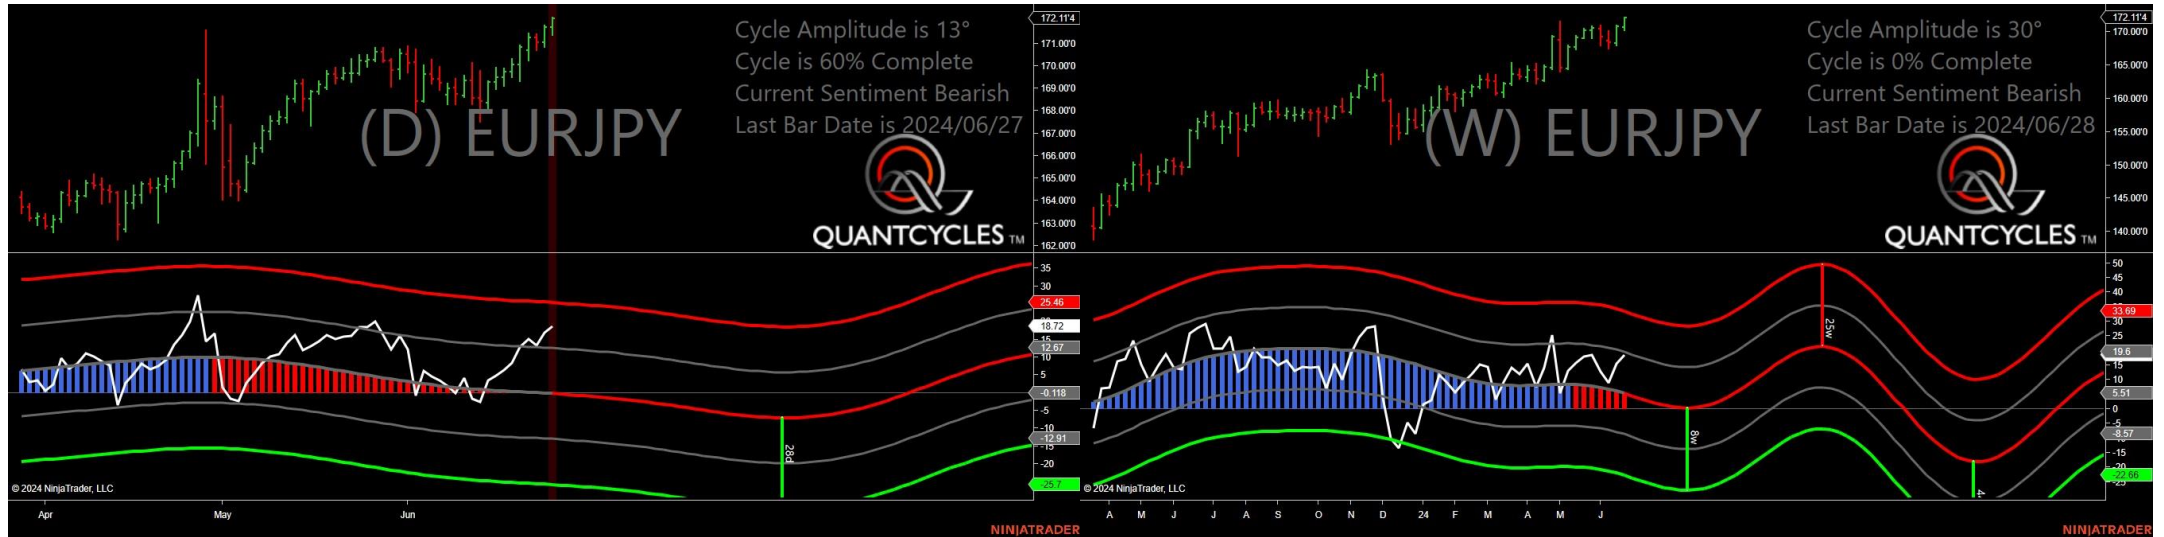 Cycle Amplitude is 13°
Cycle is 60% Complete
Current Sentiment Bearish
Last Bar Date is 2024/06/27
(D) EURJPY
QUANTCYCLES TM
172.11'4
171.00'0
170.00'0
169.00'0
168.00'0
167.00'0
166.00'0
165.00'0
164.00'0
163.00'0
162.00'0
35
30
25.46
18.72
12.67
10
5
-0.118
-5
-10
-12.91
-15
-20
-25.7
28d
© 2024 NinjaTrader, LLC
Apr May Jun
NINJATRADER
Cycle Amplitude is 30°
Cycle is 0% Complete
Current Sentiment Bearish
Last Bar Date is 2024/06/28
(W) EURJPY
QUANTCYCLES TM
172.11'4
170.00'0
165.00'0
160.00'0
155.00'0
150.00'0
145.00'0
140.00'0
50
45
40
33.69
30
25
19.6
15
10
5.51
0
-5
-8.57
-15
-20
-22.66
-25
25w
8w
© 2024 NinjaTrader, LLC
A M J J A S O N D 24 F M A M J
NINJATRADER